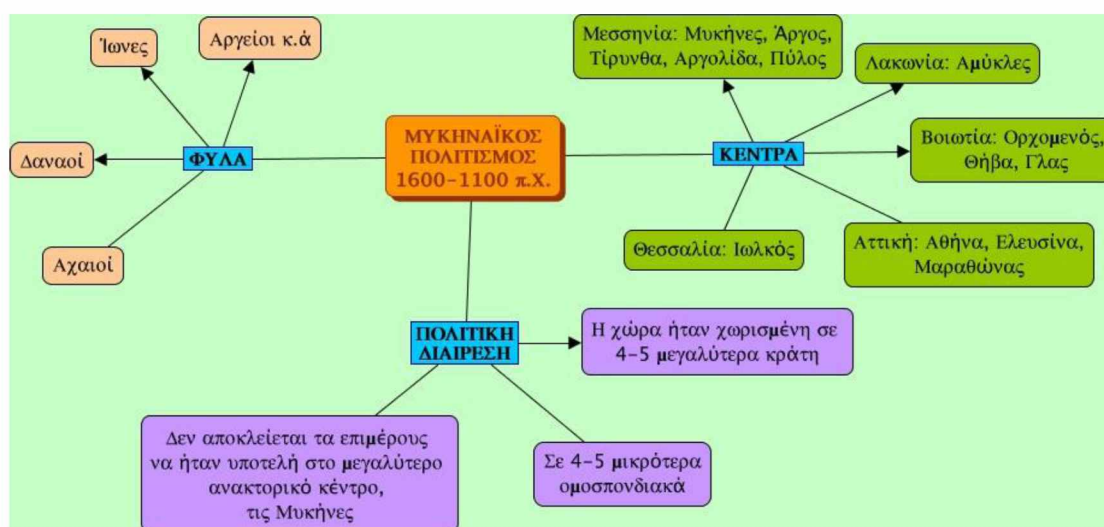 Ίωνες
Αργείοι κ.ά
Δαναοί
ΦΥΛΑ
Αχαιοί
ΜΥΚΗΝΑΪΚΟΣ
ΠΟΛΙΤΙΣΜΟΣ
1600-1100 π.Χ.
Μεσσηνία: Μυκήνες, Άργος,
Τίρυνθα, Αργολίδα, Πύλος
Λακωνία: Αμύκλες
ΚΕΝΤΡΑ
Βοιωτία: Ορχομενός,
Θήβα, Γλας
Θεσσαλία: Ιωλκός
Αττική: Αθήνα, Ελευσίνα,
Μαραθώνας
ΠΟΛΙΤΙΚΗ
ΔΙΑΙΡΕΣΗ
Η χώρα ήταν χωρισμένη σε
4-5 μεγαλύτερα κράτη
Δεν αποκλείεται τα επιμέρους
να ήταν υποτελή στο μεγαλύτερο
ανακτορικό κέντρο,
τις Μυκήνες
Σε 4-5 μικρότερα
ομοσπονδιακά